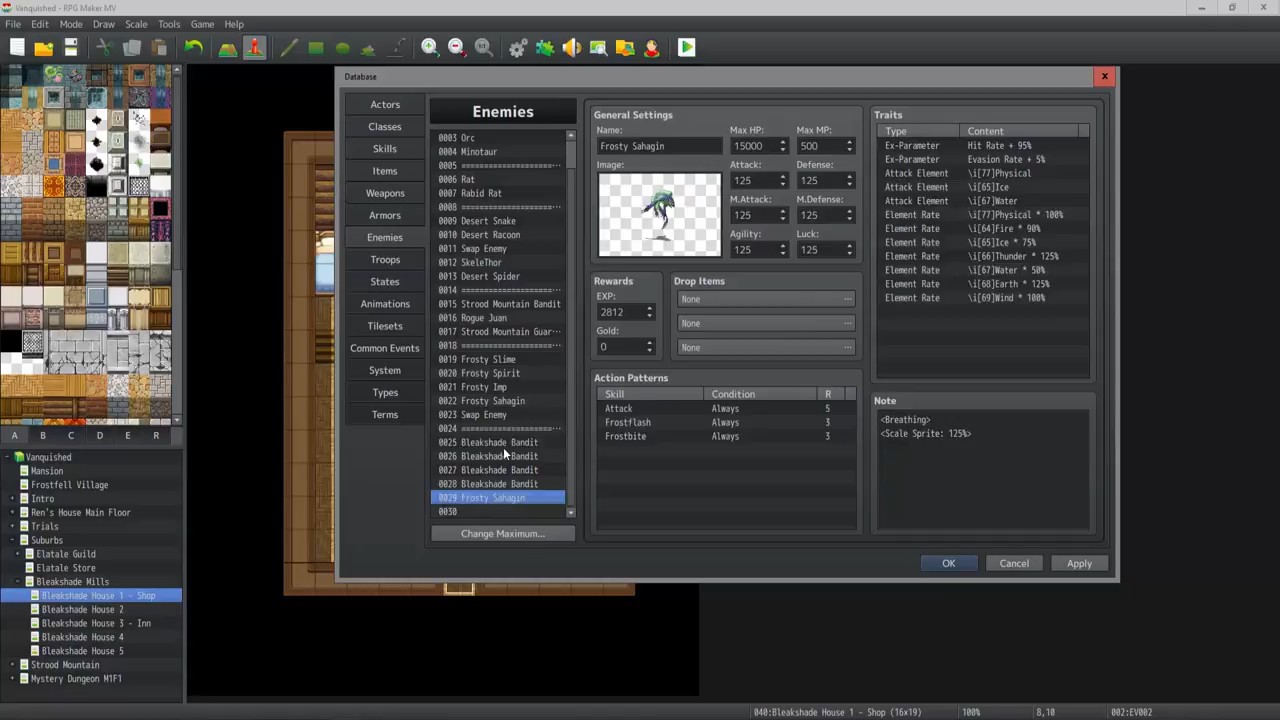 Vanquished - RPG Maker MV
File Edit Mode Draw Scale Tools Game Help
Database
Actors
Classes
Skills
Items
Weapons
Armors
Enemies
Troops
States
Animations
Tilesets
Common Events
System
Types
Terms
Enemies
0003 Orc
0004 Minotaur
0005 ====================…
0006 Rat
0007 Rabid Rat
0008 ====================…
0009 Desert Snake
0010 Desert Racoon
0011 Swap Enemy
0012 SkeleThor
0013 Desert Spider
0014 ====================…
0015 Strood Mountain Bandit
0016 Rogue Juan
0017 Strood Mountain Guar…
0018 ====================…
0019 Frosty Slime
0020 Frosty Spirit
0021 Frosty Imp
0022 Frosty Sahagin
0023 Swap Enemy
0024 ====================…
0025 Bleakshade Bandit
0026 Bleakshade Bandit
0027 Bleakshade Bandit
0028 Bleakshade Bandit
0029 Frosty Sahagin
0030
Change Maximum...
General Settings
Name: Max HP: Max MP:
Frosty Sahagin 15000 500
Image: Attack: Defense:
125 125
M.Attack: M.Defense:
125 125
Agility: Luck:
125 125
Rewards
EXP:
2812
Gold:
0
Drop Items
None ...
None ...
None ...
Action Patterns
Skill Condition R
Attack Always 5
Frostflash Always 3
Frostbite Always 3
Traits
Type Content
Ex-Parameter Hit Rate + 95%
Ex-Parameter Evasion Rate + 5%
Attack Element \i[77]Physical
Attack Element \i[65]Ice
Attack Element \i[67]Water
Element Rate \i[77]Physical * 100%
Element Rate \i[64]Fire * 90%
Element Rate \i[65]Ice * 75%
Element Rate \i[66]Thunder * 125%
Element Rate \i[67]Water * 50%
Element Rate \i[68]Earth * 125%
Element Rate \i[69]Wind * 100%
Note
<Breathing>
<Scale Sprite: 125%>
OK Cancel Apply
A B C D E R
Vanquished
Mansion
Frostfell Village
Intro
Ren's House Main Floor
Trials
Suburbs
Elatale Guild
Elatale Store
Bleakshade Mills
Bleakshade House 1 - Shop
Bleakshade House 2
Bleakshade House 3 - Inn
Bleakshade House 4
Bleakshade House 5
Strood Mountain
Mystery Dungeon M1F1
040:Bleakshade House 1 - Shop (16x19) 100% 8,10 002:EV002